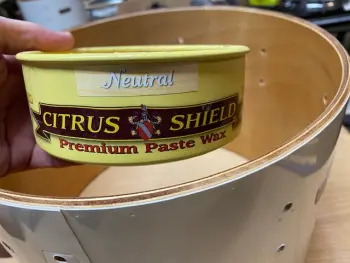 Neutral
CITRUS SHIELD
Premium Paste Wax